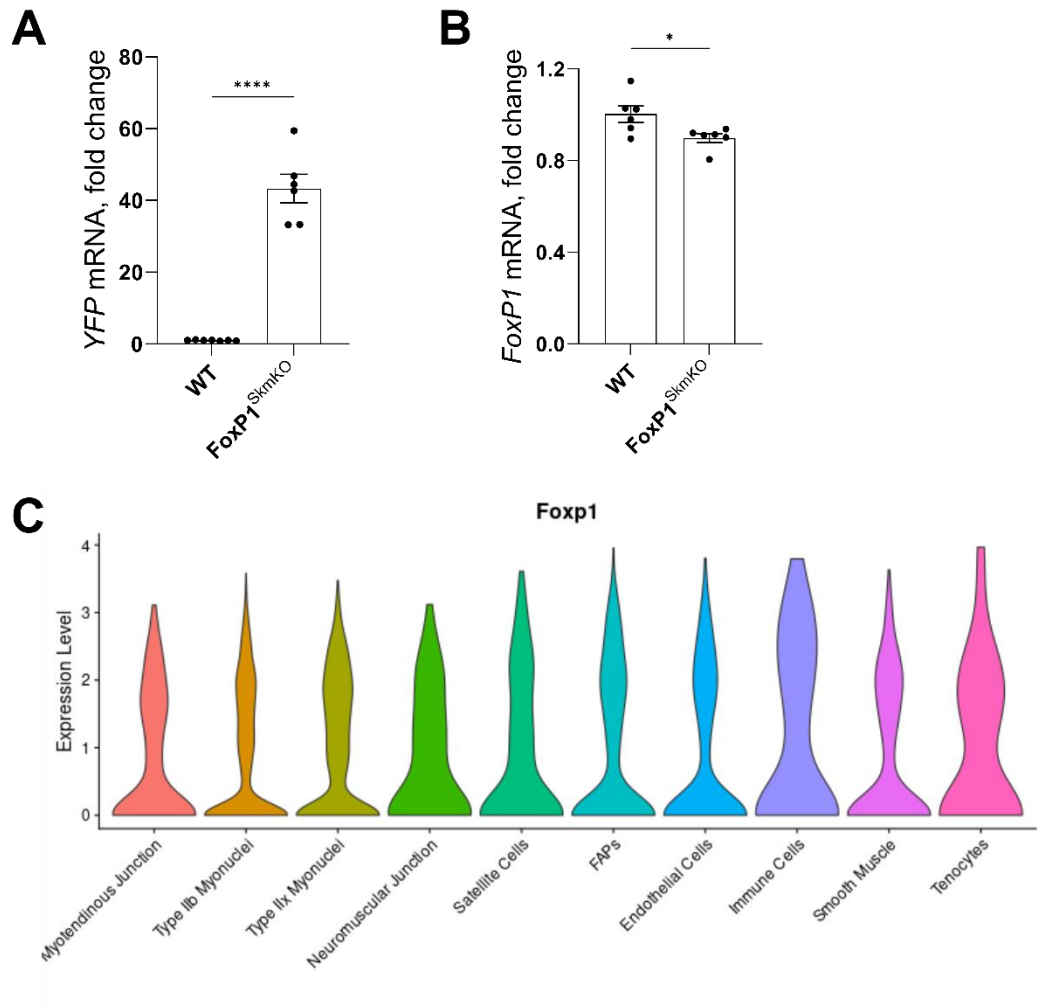 A
YFP mRNA, fold change
80
60
40
20
0
****
WT
FoxP1SkmKO
B
FoxP1 mRNA, fold change
1.2
0.8
0.4
0.0
*
WT
FoxP1SkmKO
C
Foxp1
Expression Level
4
3
2
1
0
Myotendinous Junction
Type IIb Myonuclei
Type IIx Myonuclei
Neuromuscular Junction
Satellite Cells
FAPs
Endothelial Cells
Immune Cells
Smooth Muscle
Tenocytes